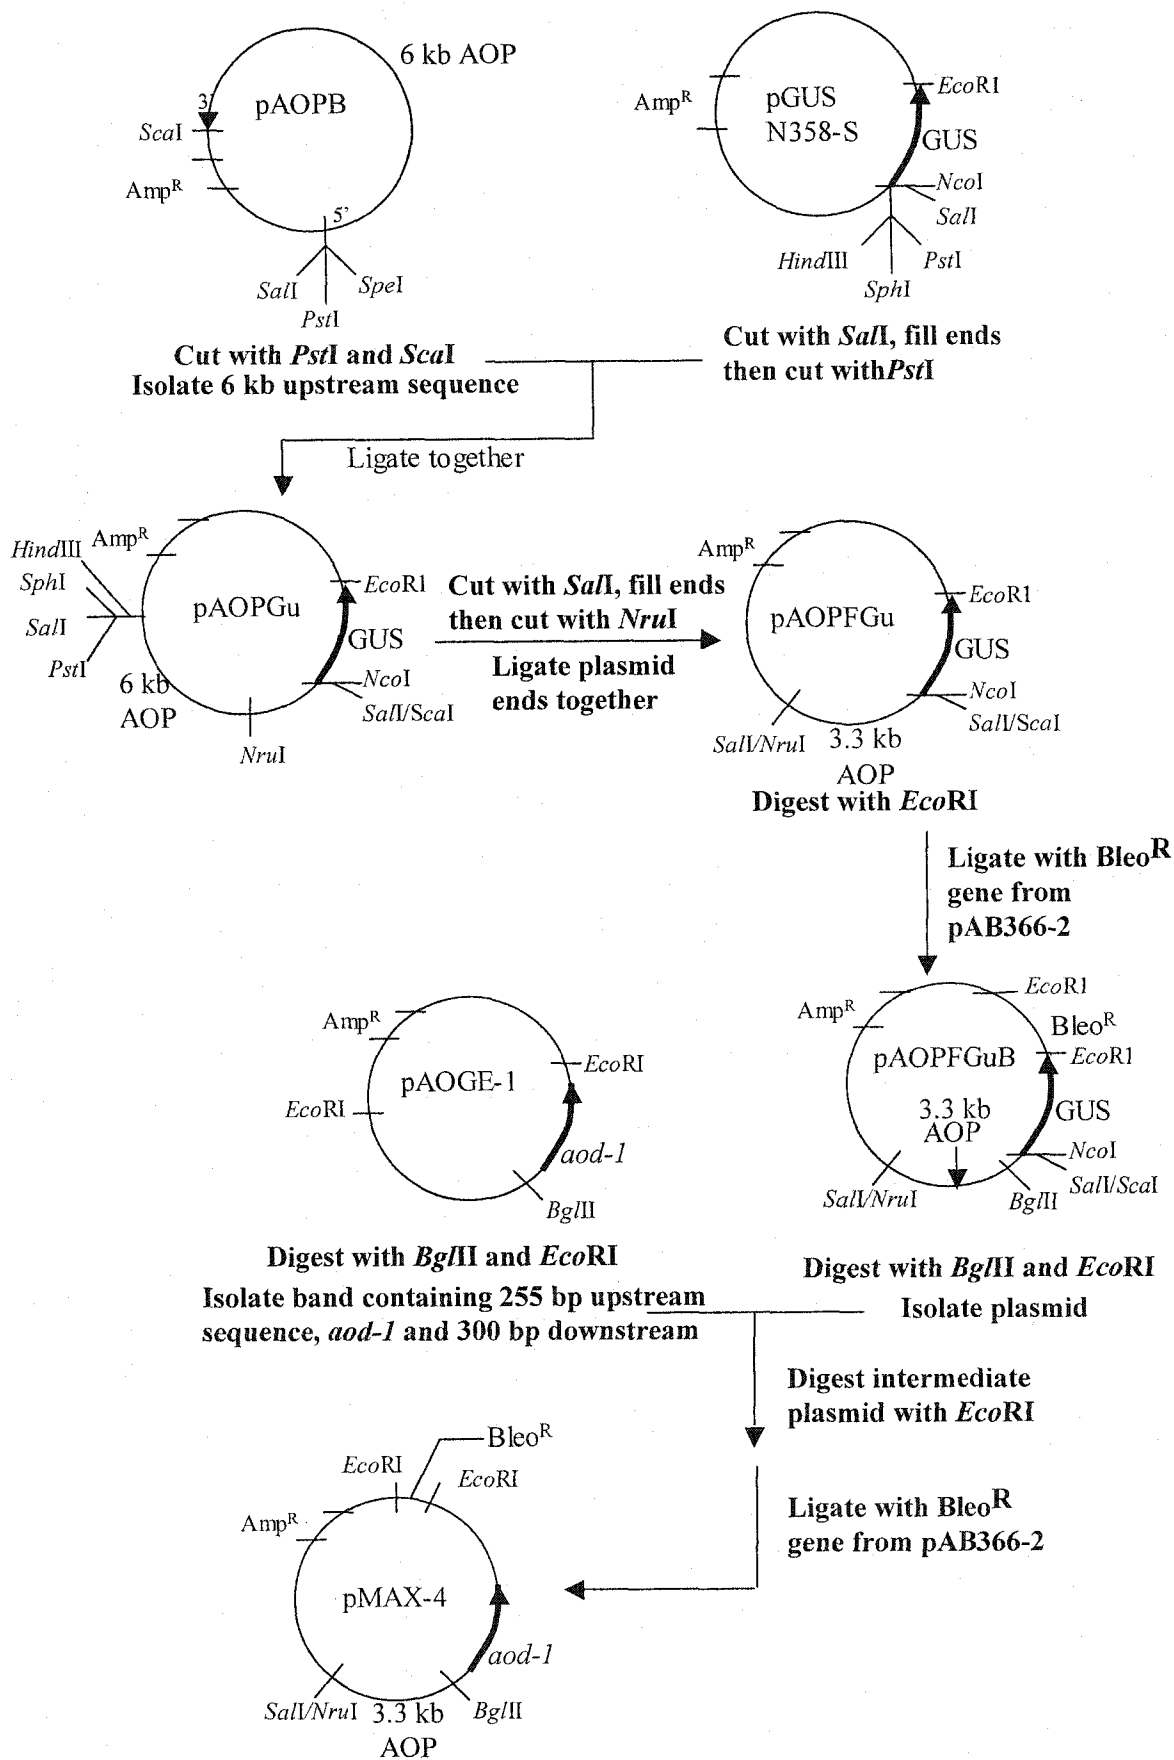 6 kb AOP
pAOPB
3'
ScaI
AmpR
5'
SalI
SpeI
PstI
Cut with PstI and ScaI
Isolate 6 kb upstream sequence
AmpR
pGUS
N358-S
EcoR1
GUS
NcoI
SalI
HindIII
PstI
SphI
Cut with SalI, fill ends
then cut withPstI
Ligate together
HindIII
AmpR
SphI
SalI
PstI
pAOPGu
EcoR1
GUS
6 kb
AOP
NcoI
SalI/ScaI
NruI
Cut with SalI, fill ends
then cut with NruI
Ligate plasmid
ends together
AmpR
pAOPFGu
EcoR1
GUS
NcoI
SalI/ScaI
SalI/NruI
3.3 kb
AOP
Digest with EcoRI
Ligate with BleoR
gene from
pAB366-2
AmpR
pAOGE-1
EcoRI
EcoRI
aod-1
BglII
Digest with BglII and EcoRI
Isolate band containing 255 bp upstream
sequence, aod-1 and 300 bp downstream
AmpR
EcoR1
BleoR
pAOPFGuB
EcoR1
3.3 kb
AOP
GUS
NcoI
SalI/ScaI
SalI/NruI
BglII
Digest with BglII and EcoRI
Isolate plasmid
Digest intermediate
plasmid with EcoRI
Ligate with BleoR
gene from pAB366-2
BleoR
EcoRI
EcoRI
AmpR
pMAX-4
aod-1
SalI/NruI
3.3 kb
AOP
BglII